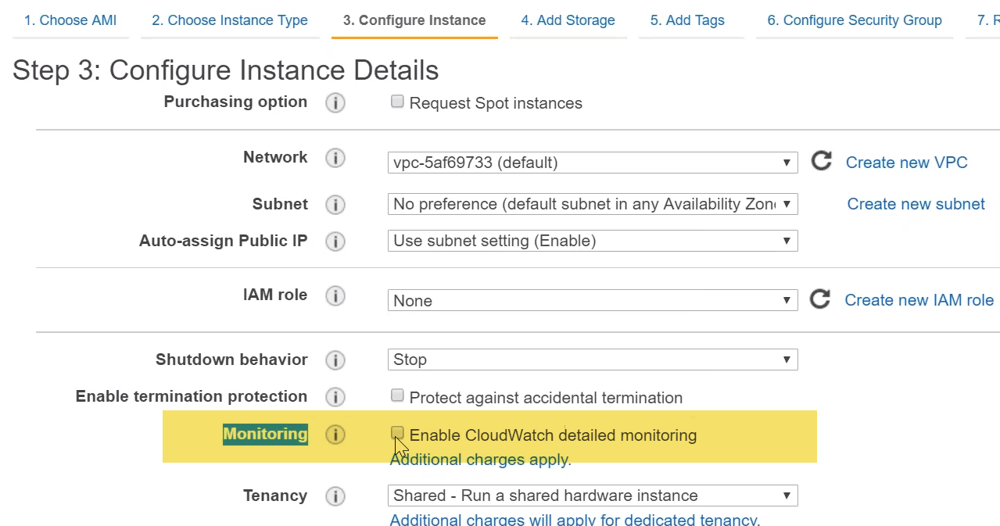 1. Choose AMI 2. Choose Instance Type 3. Configure Instance 4. Add Storage 5. Add Tags 6. Configure Security Group 7. R
Step 3: Configure Instance Details
Purchasing option i Request Spot instances
Network i vpc-5af69733 (default) Create new VPC
Subnet i No preference (default subnet in any Availability Zon Create new subnet
Auto-assign Public IP i Use subnet setting (Enable)
IAM role i None Create new IAM role
Shutdown behavior i Stop
Enable termination protection i Protect against accidental termination
Monitoring i Enable CloudWatch detailed monitoring
Additional charges apply.
Tenancy i Shared - Run a shared hardware instance
Additional charges will apply for dedicated tenancy.